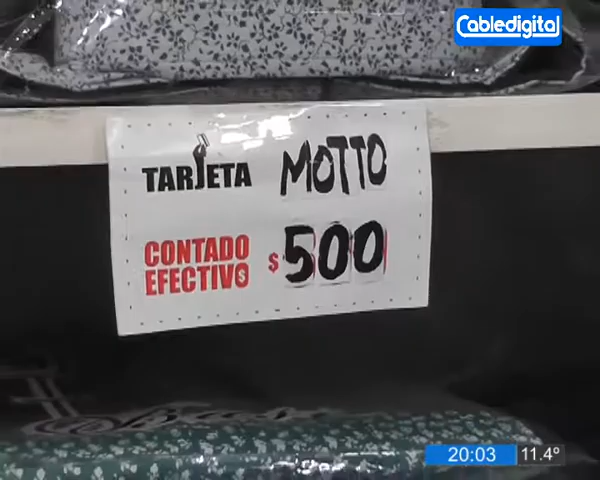 Cabledigital
TARJETA MOTTO
CONTADO
EFECTIVO $500
20:03 11.4°